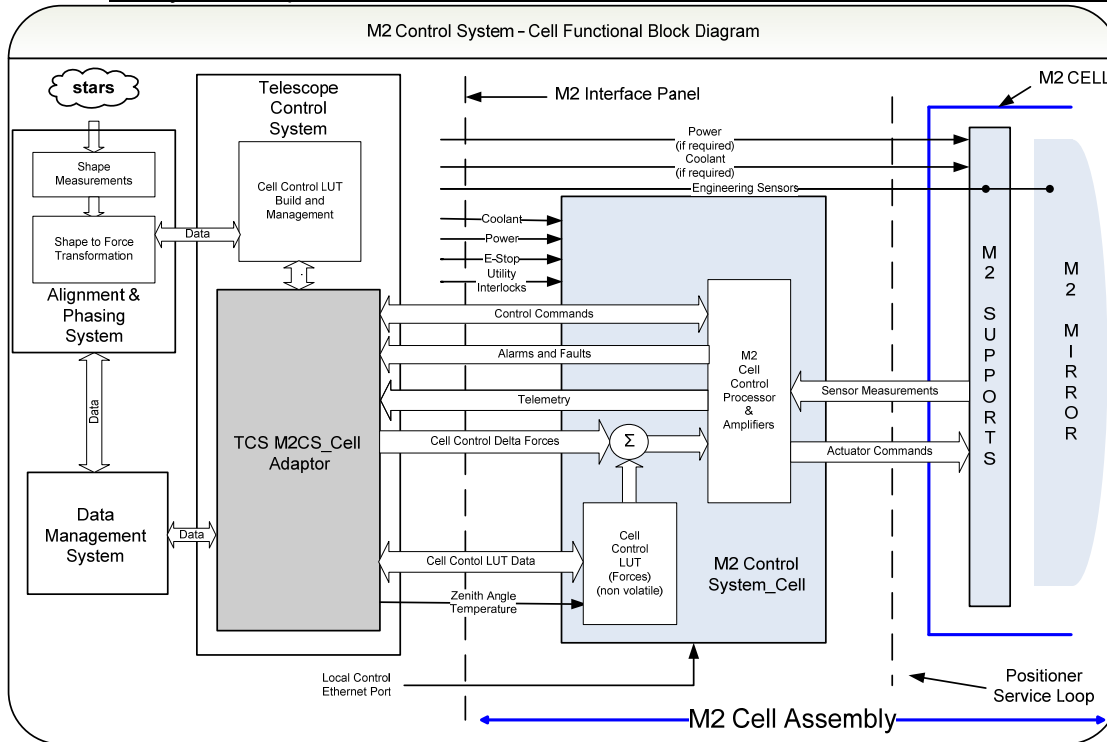 M2 Control System – Cell Functional Block Diagram
stars
Shape
Measurements
Shape to Force
Transformation
Alignment &
Phasing
System
Data
Data
Management
System
Data
Data
Telescope
Control
System
Cell Control LUT
Build and
Management
TCS M2CS_Cell
Adaptor
M2 Interface Panel
Power
(if required)
Coolant
(if required)
Engineering Sensors
Coolant
Power
E-Stop
Utility
Interlocks
Control Commands
Alarms and Faults
Telemetry
Cell Control Delta Forces
Σ
Cell Contol LUT Data
Zenith Angle
Temperature
Local Control
Ethernet Port
M2
Cell
Control
Processor
&
Amplifiers
Cell
Control
LUT
(Forces)
(non volatile)
M2 Control
System_Cell
Sensor Measurements
Actuator Commands
M2 CELL
M2 SUPPORTS
M2 MIRROR
Positioner
Service Loop
M2 Cell Assembly